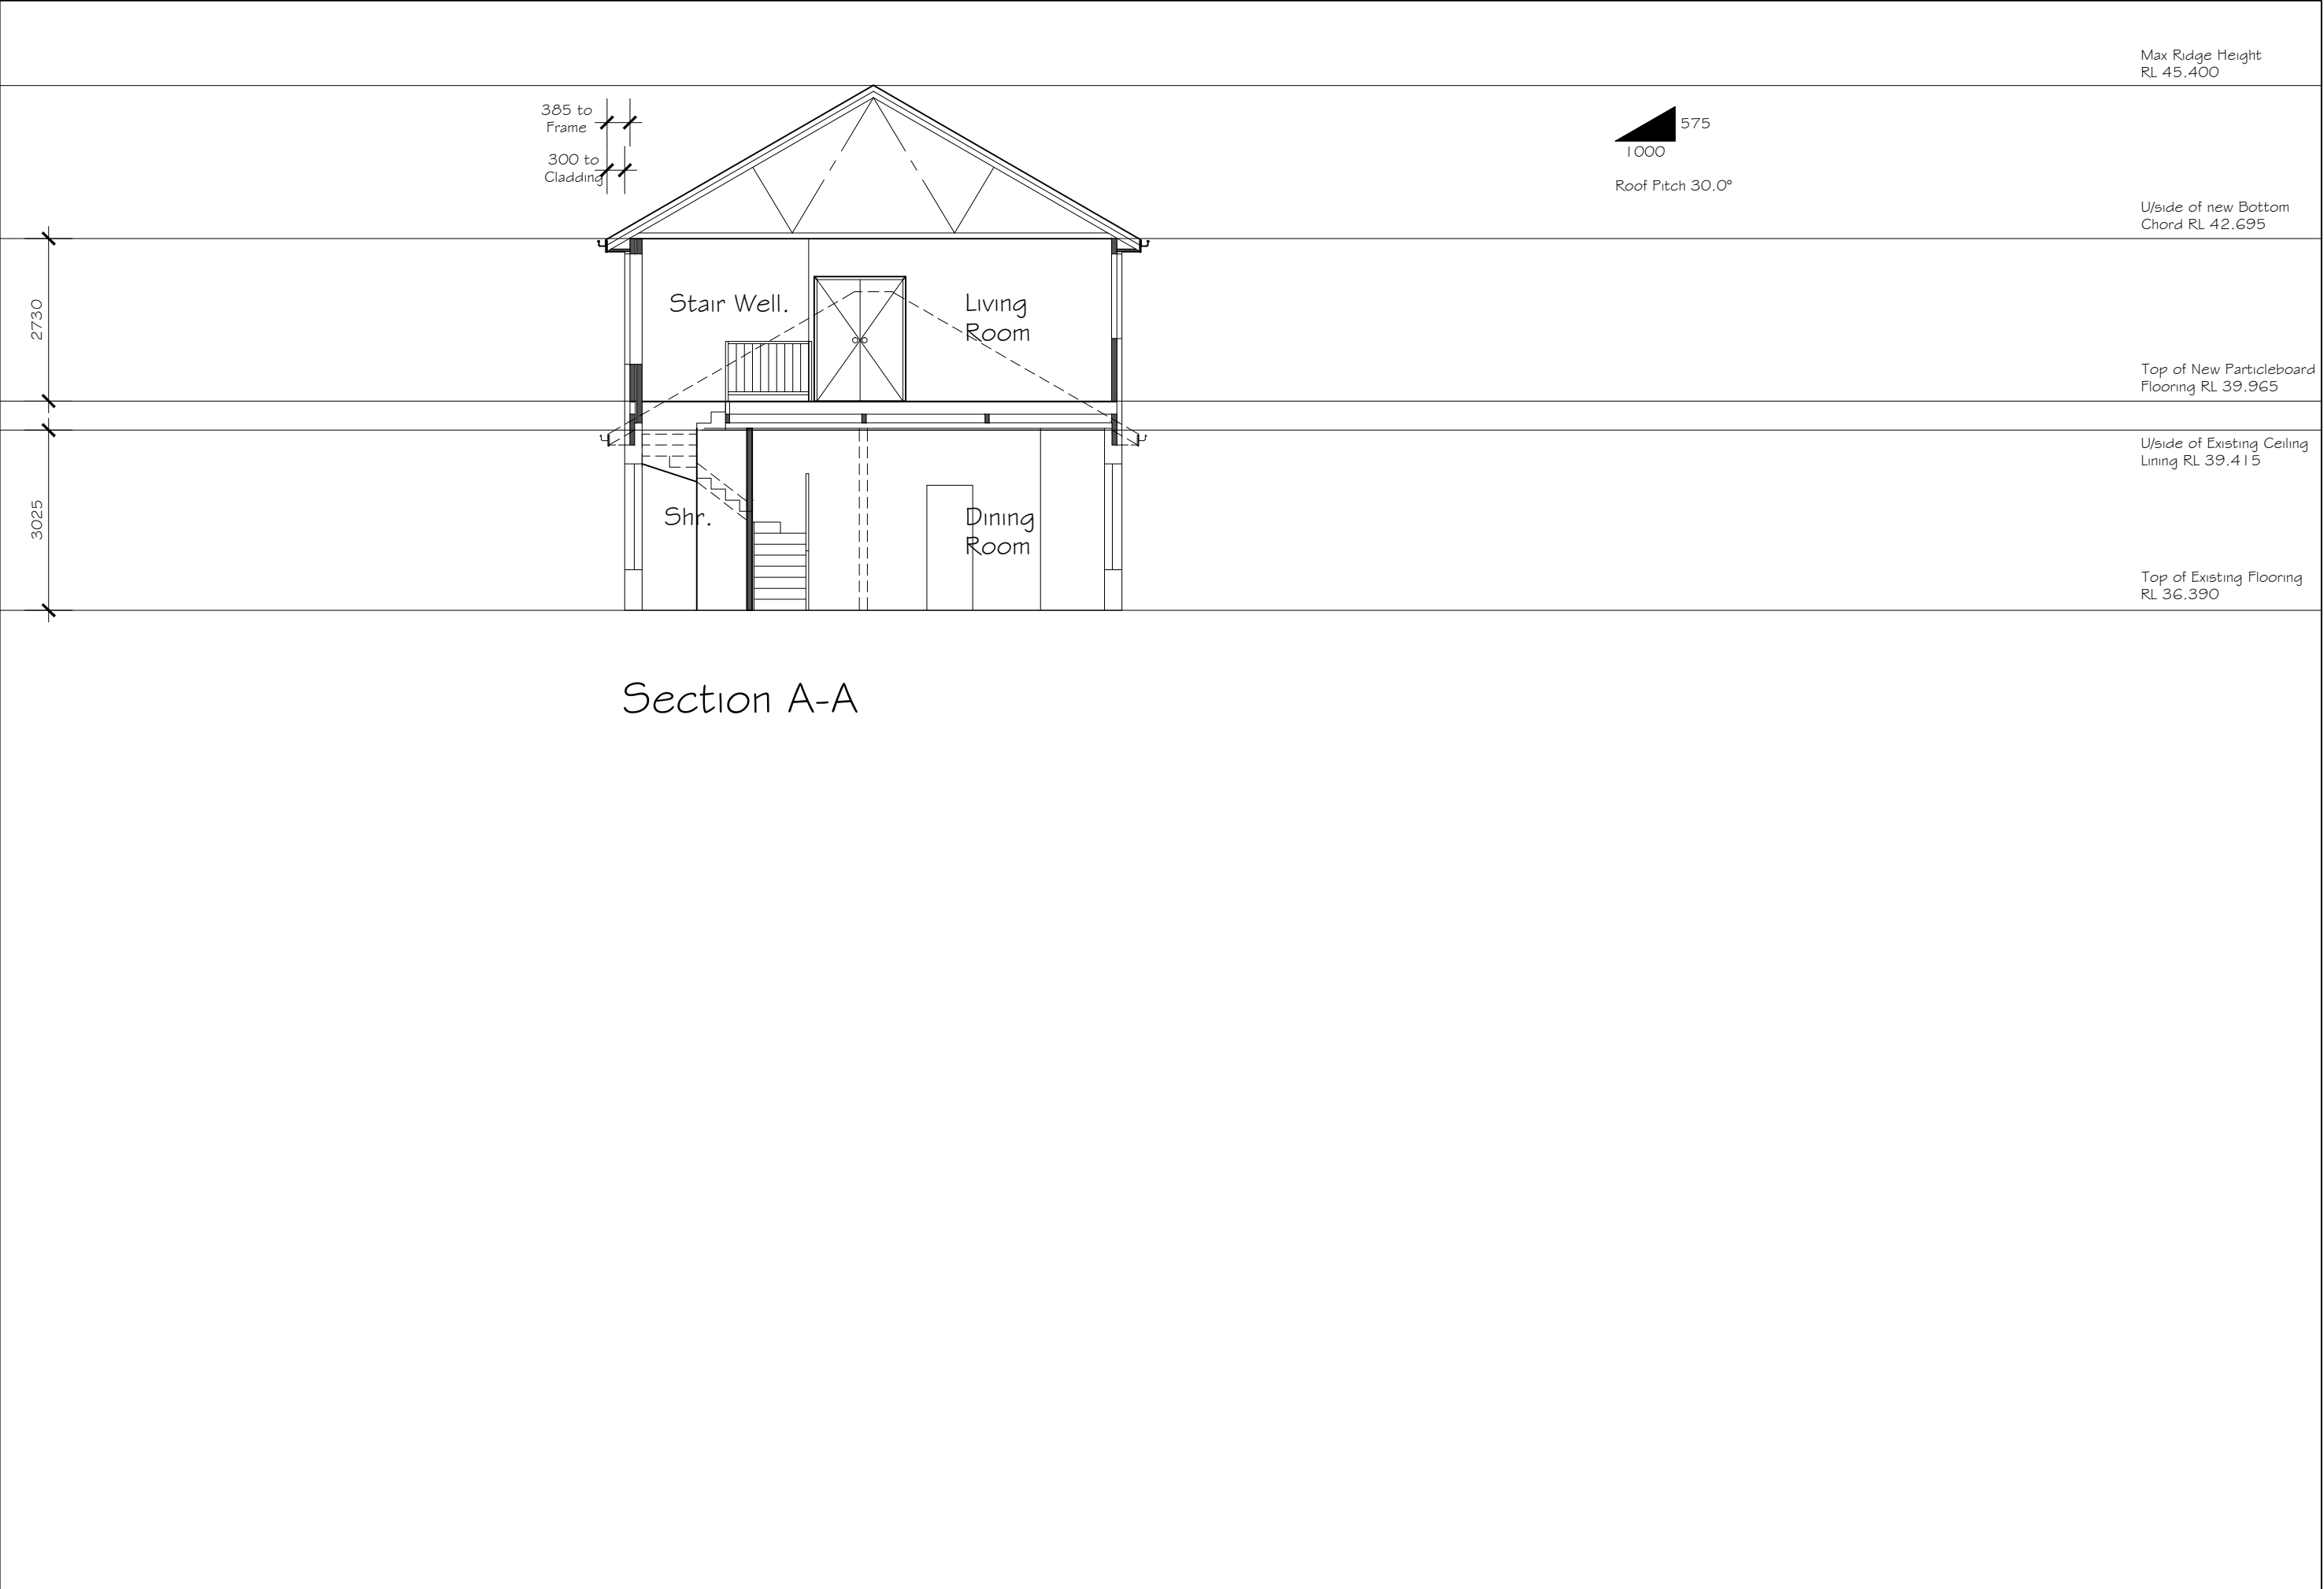 Max Ridge Height
RL 45.400
385 to
Frame
300 to
Cladding
575
1000
Roof Pitch 30.0°
U/side of new Bottom
Chord RL 42.695
2730
Stair Well.
Living
Room
Top of New Particleboard
Flooring RL 39.965
U/side of Existing Ceiling
Lining RL 39.415
3025
Shr.
Dining
Room
Top of Existing Flooring
RL 36.390
Section A-A